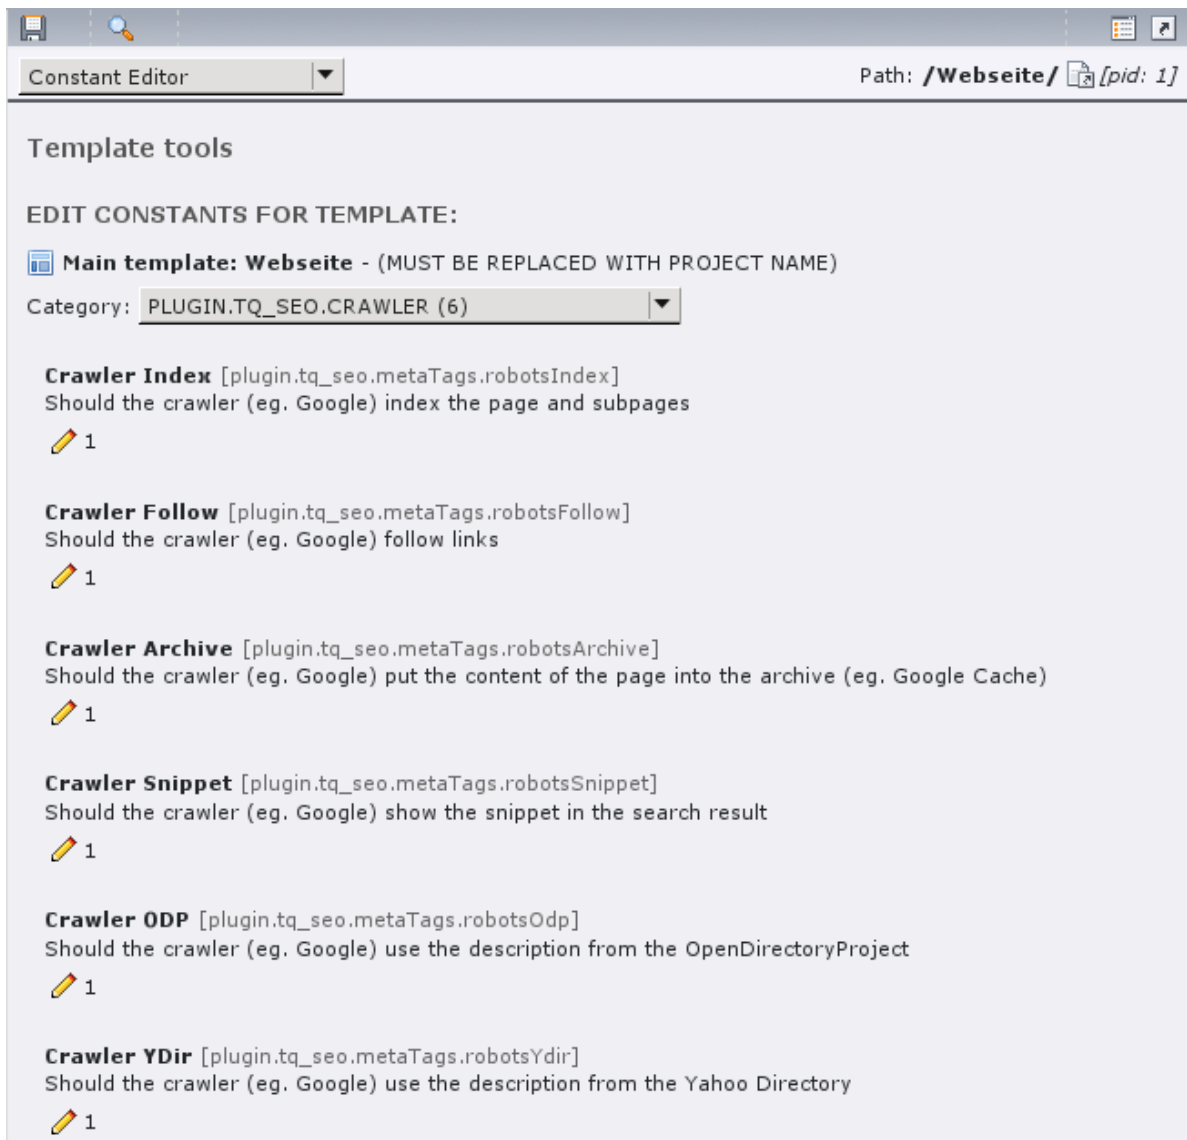 Constant Editor
Path: /Webseite/ [pid: 1]
Template tools
EDIT CONSTANTS FOR TEMPLATE:
Main template: Webseite - (MUST BE REPLACED WITH PROJECT NAME)
Category: PLUGIN.TQ_SEO.CRAWLER (6)
Crawler Index [plugin.tq_seo.metaTags.robotsIndex]
Should the crawler (eg. Google) index the page and subpages
1
Crawler Follow [plugin.tq_seo.metaTags.robotsFollow]
Should the crawler (eg. Google) follow links
1
Crawler Archive [plugin.tq_seo.metaTags.robotsArchive]
Should the crawler (eg. Google) put the content of the page into the archive (eg. Google Cache)
1
Crawler Snippet [plugin.tq_seo.metaTags.robotsSnippet]
Should the crawler (eg. Google) show the snippet in the search result
1
Crawler ODP [plugin.tq_seo.metaTags.robotsOdp]
Should the crawler (eg. Google) use the description from the OpenDirectoryProject
1
Crawler YDir [plugin.tq_seo.metaTags.robotsYdir]
Should the crawler (eg. Google) use the description from the Yahoo Directory
1